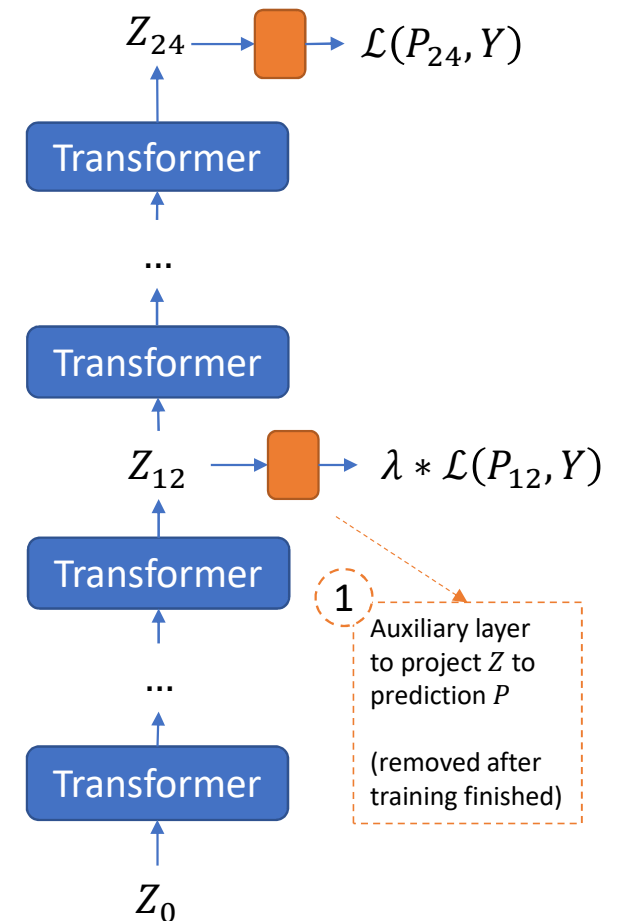 Z₂₄
ℒ(P₂₄, Y)
Transformer
...
Transformer
Z₁₂
λ ∗ ℒ(P₁₂, Y)
Transformer
1
Auxiliary layer
to project Z to
prediction P
(removed after
training finished)
...
Transformer
Z₀